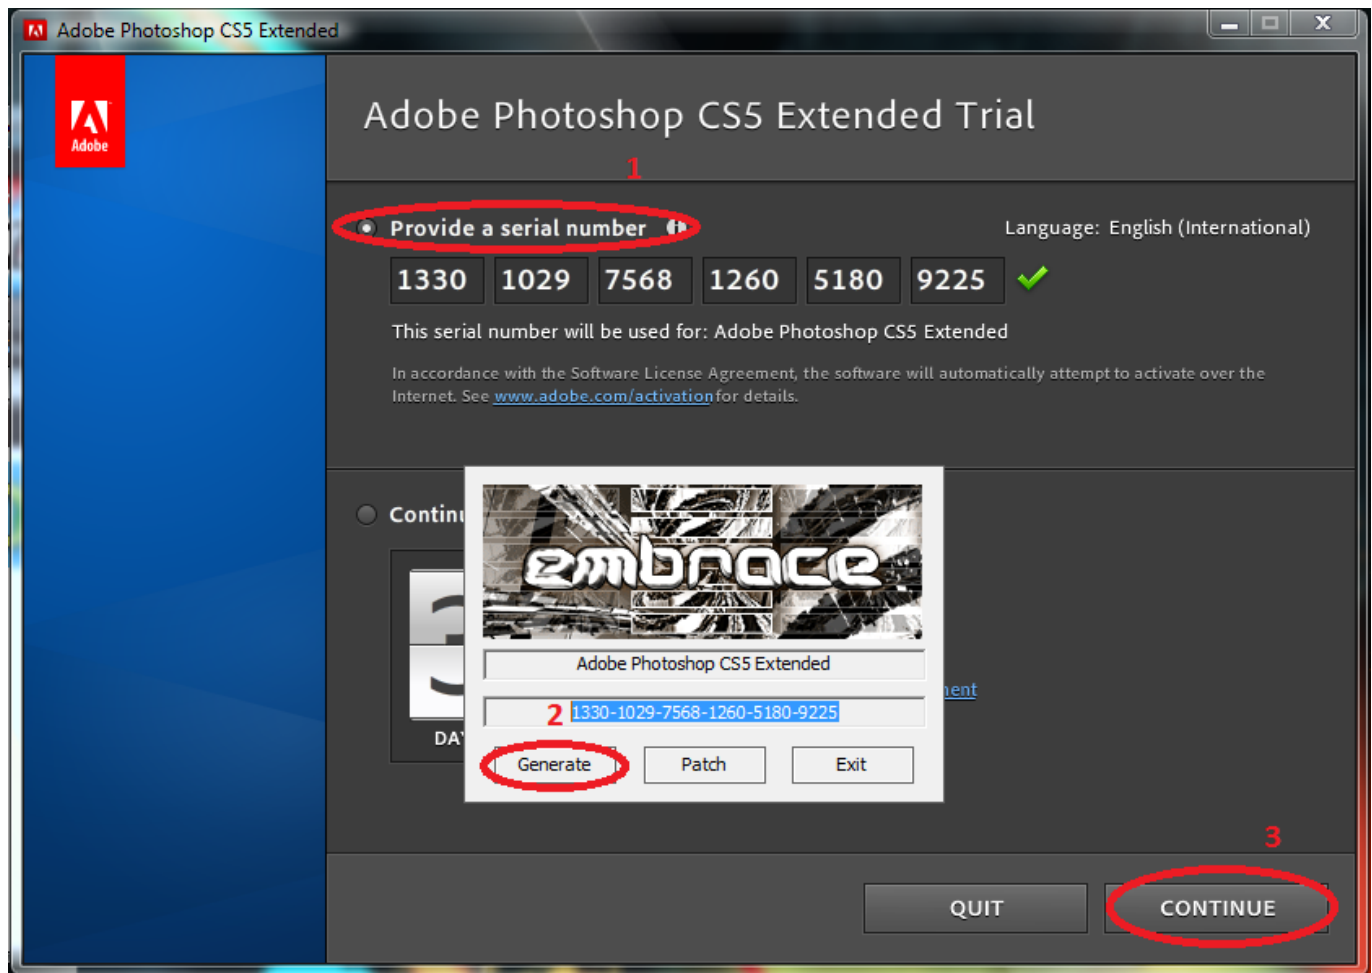 Adobe Photoshop CS5 Extended
Adobe
Adobe Photoshop CS5 Extended Trial
1
Provide a serial number
Language: English (International)
1330 1029 7568 1260 5180 9225
This serial number will be used for: Adobe Photoshop CS5 Extended
In accordance with the Software License Agreement, the software will automatically attempt to activate over the
Internet. See www.adobe.com/activation for details.
embrace
Adobe Photoshop CS5 Extended
2 1330-1029-7568-1260-5180-9225
Generate Patch Exit
3
QUIT CONTINUE